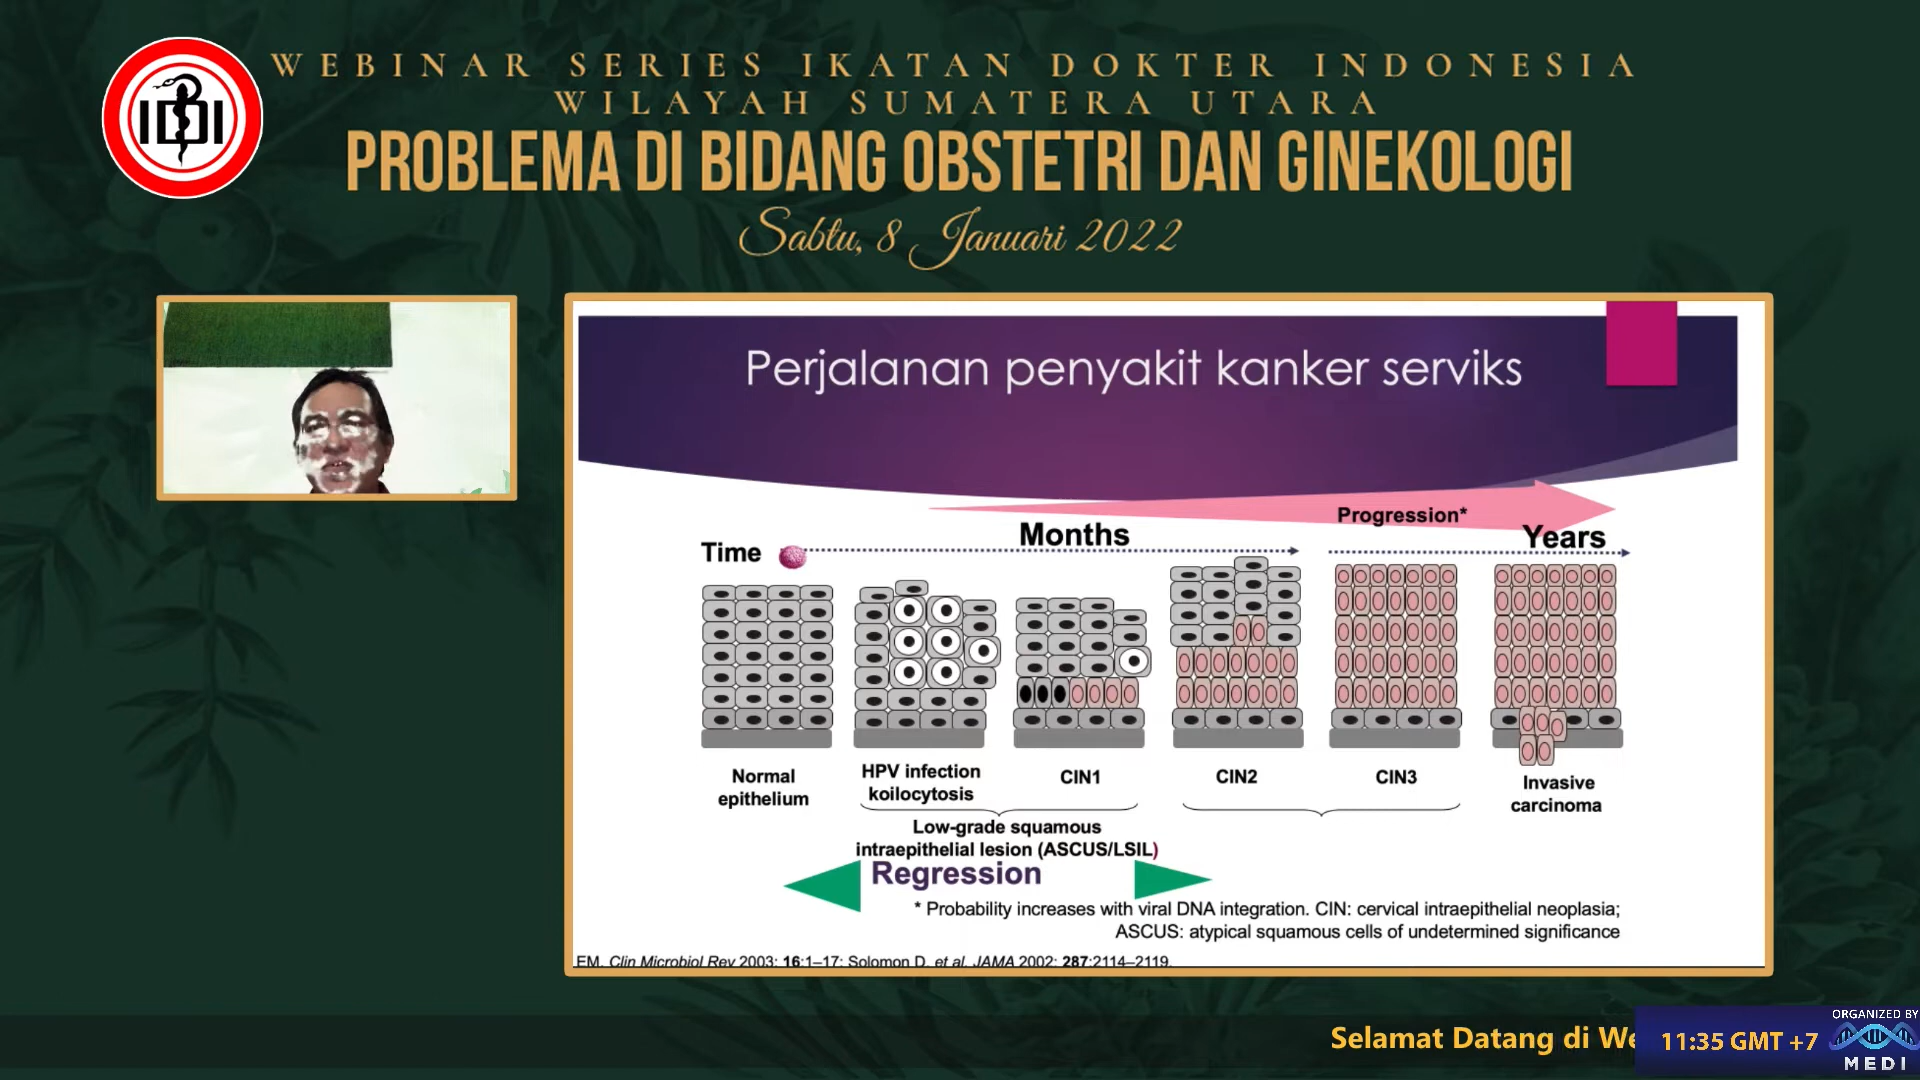 IDI
WEBINAR SERIES IKATAN DOKTER INDONESIA
WILAYAH SUMATERA UTARA
PROBLEMA DI BIDANG OBSTETRI DAN GINEKOLOGI
Sabtu, 8 Januari 2022
Perjalanan penyakit kanker serviks
Progression*
Time
Months
Years
Normal
epithelium
HPV infection
koilocytosis
CIN1
CIN2
CIN3
Invasive
carcinoma
Low-grade squamous
intraepithelial lesion (ASCUS/LSIL)
Regression
* Probability increases with viral DNA integration. CIN: cervical intraepithelial neoplasia;
ASCUS: atypical squamous cells of undetermined significance
EM. Clin Microbiol Rev 2003; 16:1–17; Solomon D, et al. JAMA 2002; 287:2114–2119.
Selamat Datang di We
11:35 GMT +7
ORGANIZED BY
MEDI